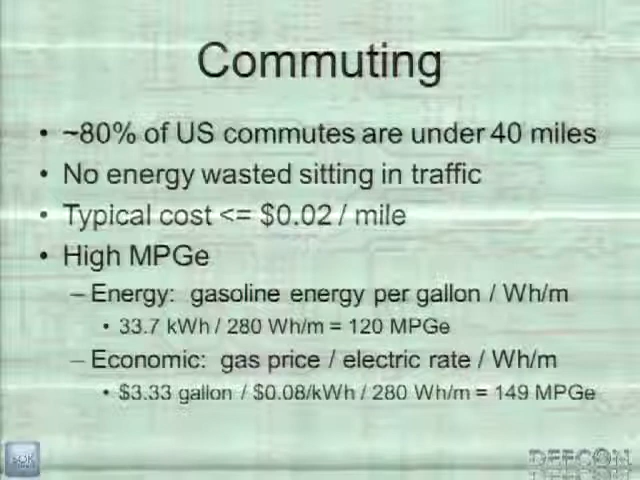 Commuting
• ~80% of US commutes are under 40 miles
• No energy wasted sitting in traffic
• Typical cost <= $0.02 / mile
• High MPGe
– Energy: gasoline energy per gallon / Wh/m
• 33.7 kWh / 280 Wh/m = 120 MPGe
– Economic: gas price / electric rate / Wh/m
• $3.33 gallon / $0.08/kWh / 280 Wh/m = 149 MPGe
DEFCON